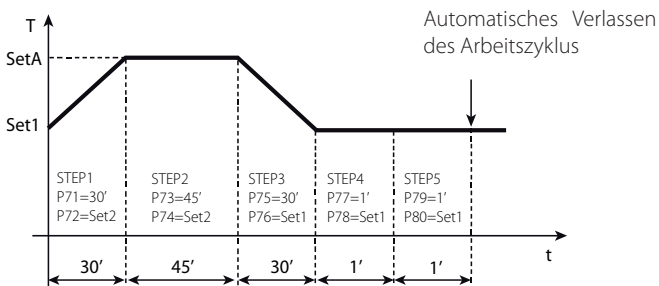 Automatisches Verlassen
des Arbeitszyklus
T
SetA
Set1
STEP1
P71=30'
P72=Set2
STEP2
P73=45'
P74=Set2
STEP3
P75=30'
P76=Set1
STEP4
P77=1'
P78=Set1
STEP5
P79=1'
P80=Set1
t
30'
45'
30'
1'
1'